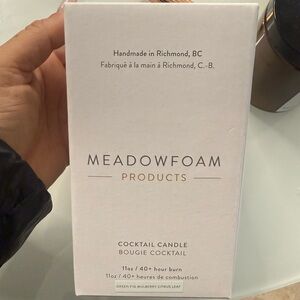 Handmade in Richmond, BC
Fabriqué à la main à Richmond, C.-B.
MEADOWFOAM
PRODUCTS
COCKTAIL CANDLE
BOUGIE COCKTAIL
11oz / 40+ hour burn
11oz / 40+ heures de combustion
GREEN FIG MULBERRY CITRUS LEAF